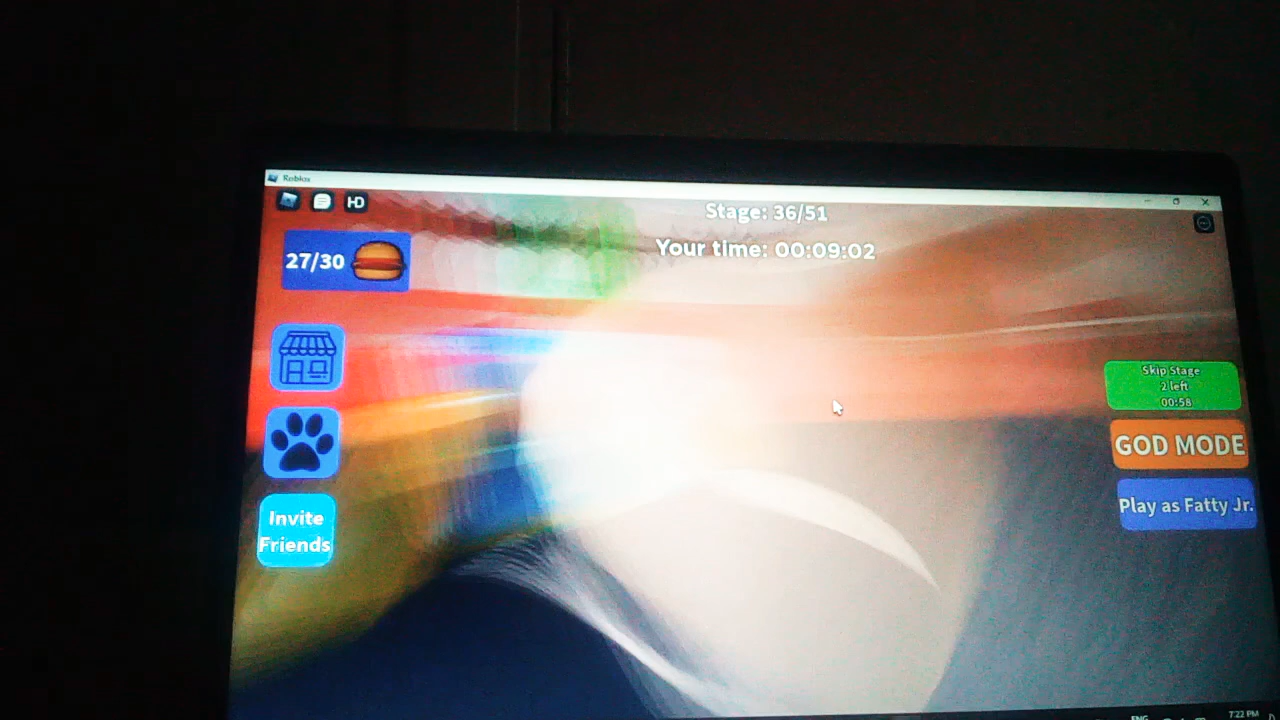 Roblox
HD
Stage: 36/51
Your time: 00:09:02
27/30
Skip Stage
2 left
00:58
GOD MODE
Play as Fatty Jr.
Invite
Friends
ENG
7:22 PM